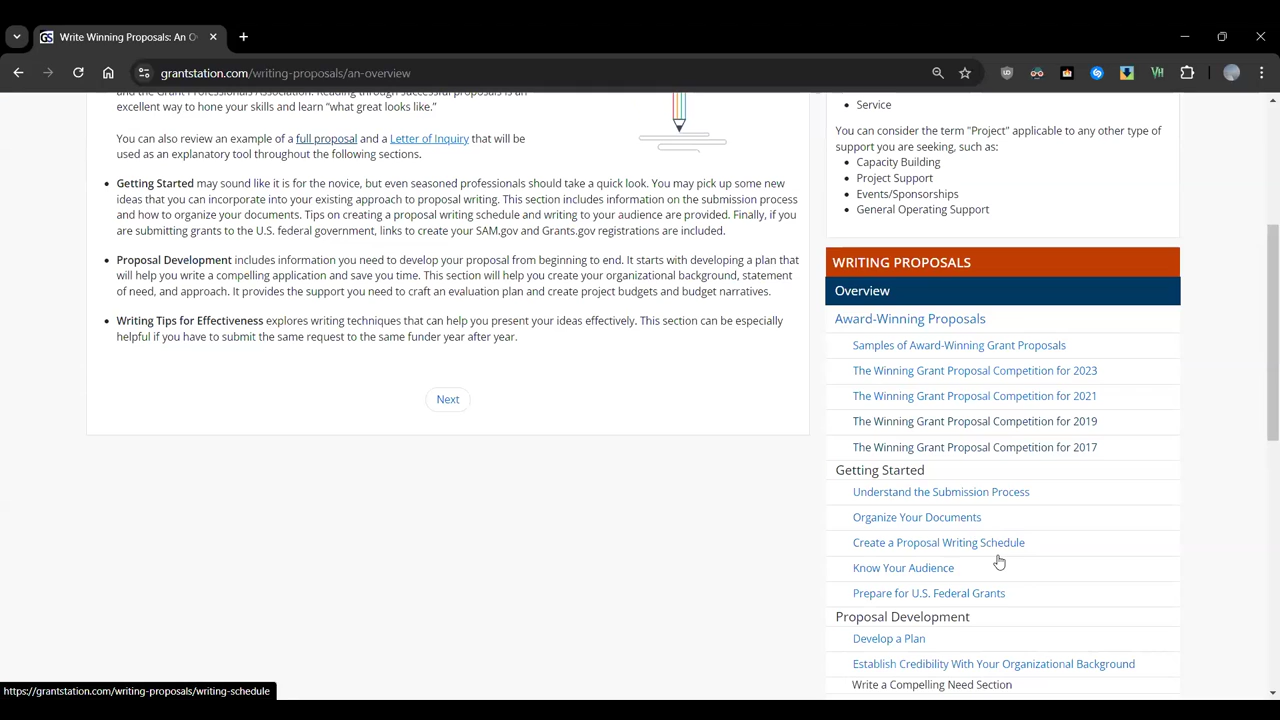 Write Winning Proposals: An O
grantstation.com/writing-proposals/an-overview
and the Grant Professionals Association. Reading through successful proposals is an
excellent way to hone your skills and learn “what great looks like.”
You can also review an example of a full proposal and a Letter of Inquiry that will be
used as an explanatory tool throughout the following sections.
Getting Started may sound like it is for the novice, but even seasoned professionals should take a quick look. You may pick up some new
ideas that you can incorporate into your existing approach to proposal writing. This section includes information on the submission process
and how to organize your documents. Tips on creating a proposal writing schedule and writing to your audience are provided. Finally, if you
are submitting grants to the U.S. federal government, links to create your SAM.gov and Grants.gov registrations are included.
Proposal Development includes information you need to develop your proposal from beginning to end. It starts with developing a plan that
will help you write a compelling application and save you time. This section will help you create your organizational background, statement
of need, and approach. It provides the support you need to craft an evaluation plan and create project budgets and budget narratives.
Writing Tips for Effectiveness explores writing techniques that can help you present your ideas effectively. This section can be especially
helpful if you have to submit the same request to the same funder year after year.
Next
Service
You can consider the term "Project" applicable to any other type of
support you are seeking, such as:
Capacity Building
Project Support
Events/Sponsorships
General Operating Support
WRITING PROPOSALS
Overview
Award-Winning Proposals
Samples of Award-Winning Grant Proposals
The Winning Grant Proposal Competition for 2023
The Winning Grant Proposal Competition for 2021
The Winning Grant Proposal Competition for 2019
The Winning Grant Proposal Competition for 2017
Getting Started
Understand the Submission Process
Organize Your Documents
Create a Proposal Writing Schedule
Know Your Audience
Prepare for U.S. Federal Grants
Proposal Development
Develop a Plan
Establish Credibility With Your Organizational Background
Write a Compelling Need Section
https://grantstation.com/writing-proposals/writing-schedule